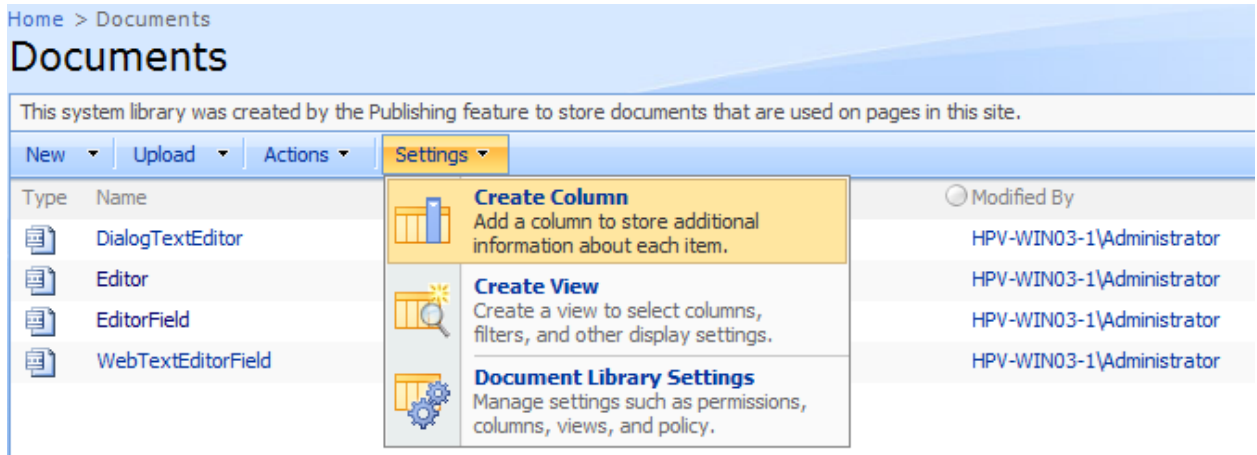 Home > Documents
Documents
This system library was created by the Publishing feature to store documents that are used on pages in this site.
New Upload Actions Settings
Type Name Modified By
Create Column
Add a column to store additional
information about each item.
DialogTextEditor HPV-WIN03-1\Administrator
Editor HPV-WIN03-1\Administrator
Create View
Create a view to select columns,
filters, and other display settings.
EditorField HPV-WIN03-1\Administrator
WebTextEditorField HPV-WIN03-1\Administrator
Document Library Settings
Manage settings such as permissions,
columns, views, and policy.